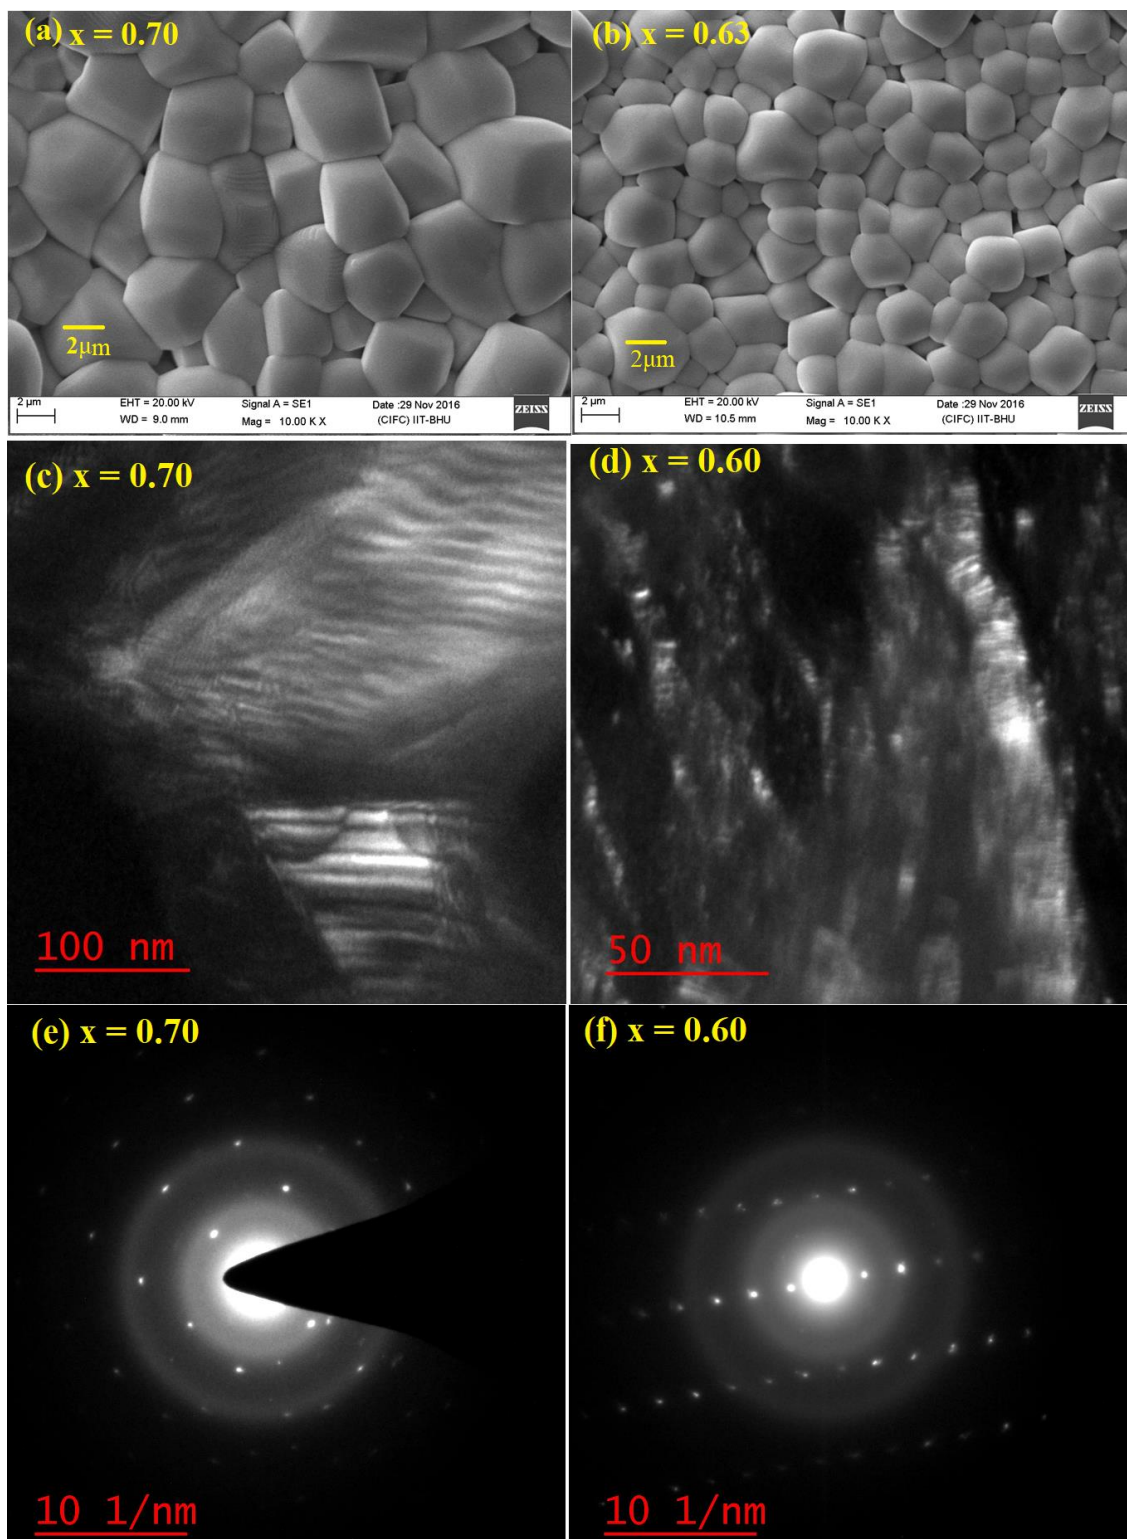 (a) x = 0.70
2µm
2 µm
EHT = 20.00 kV
WD = 9.0 mm
Signal A = SE1
Mag = 10.00 K X
Date :29 Nov 2016
(CIFC) IIT-BHU
ZEISS
(b) x = 0.63
2µm
2 µm
EHT = 20.00 kV
WD = 10.5 mm
Signal A = SE1
Mag = 10.00 K X
Date :29 Nov 2016
(CIFC) IIT-BHU
ZEISS
(c) x = 0.70
100 nm
(d) x = 0.60
50 nm
(e) x = 0.70
10 1/nm
(f) x = 0.60
10 1/nm